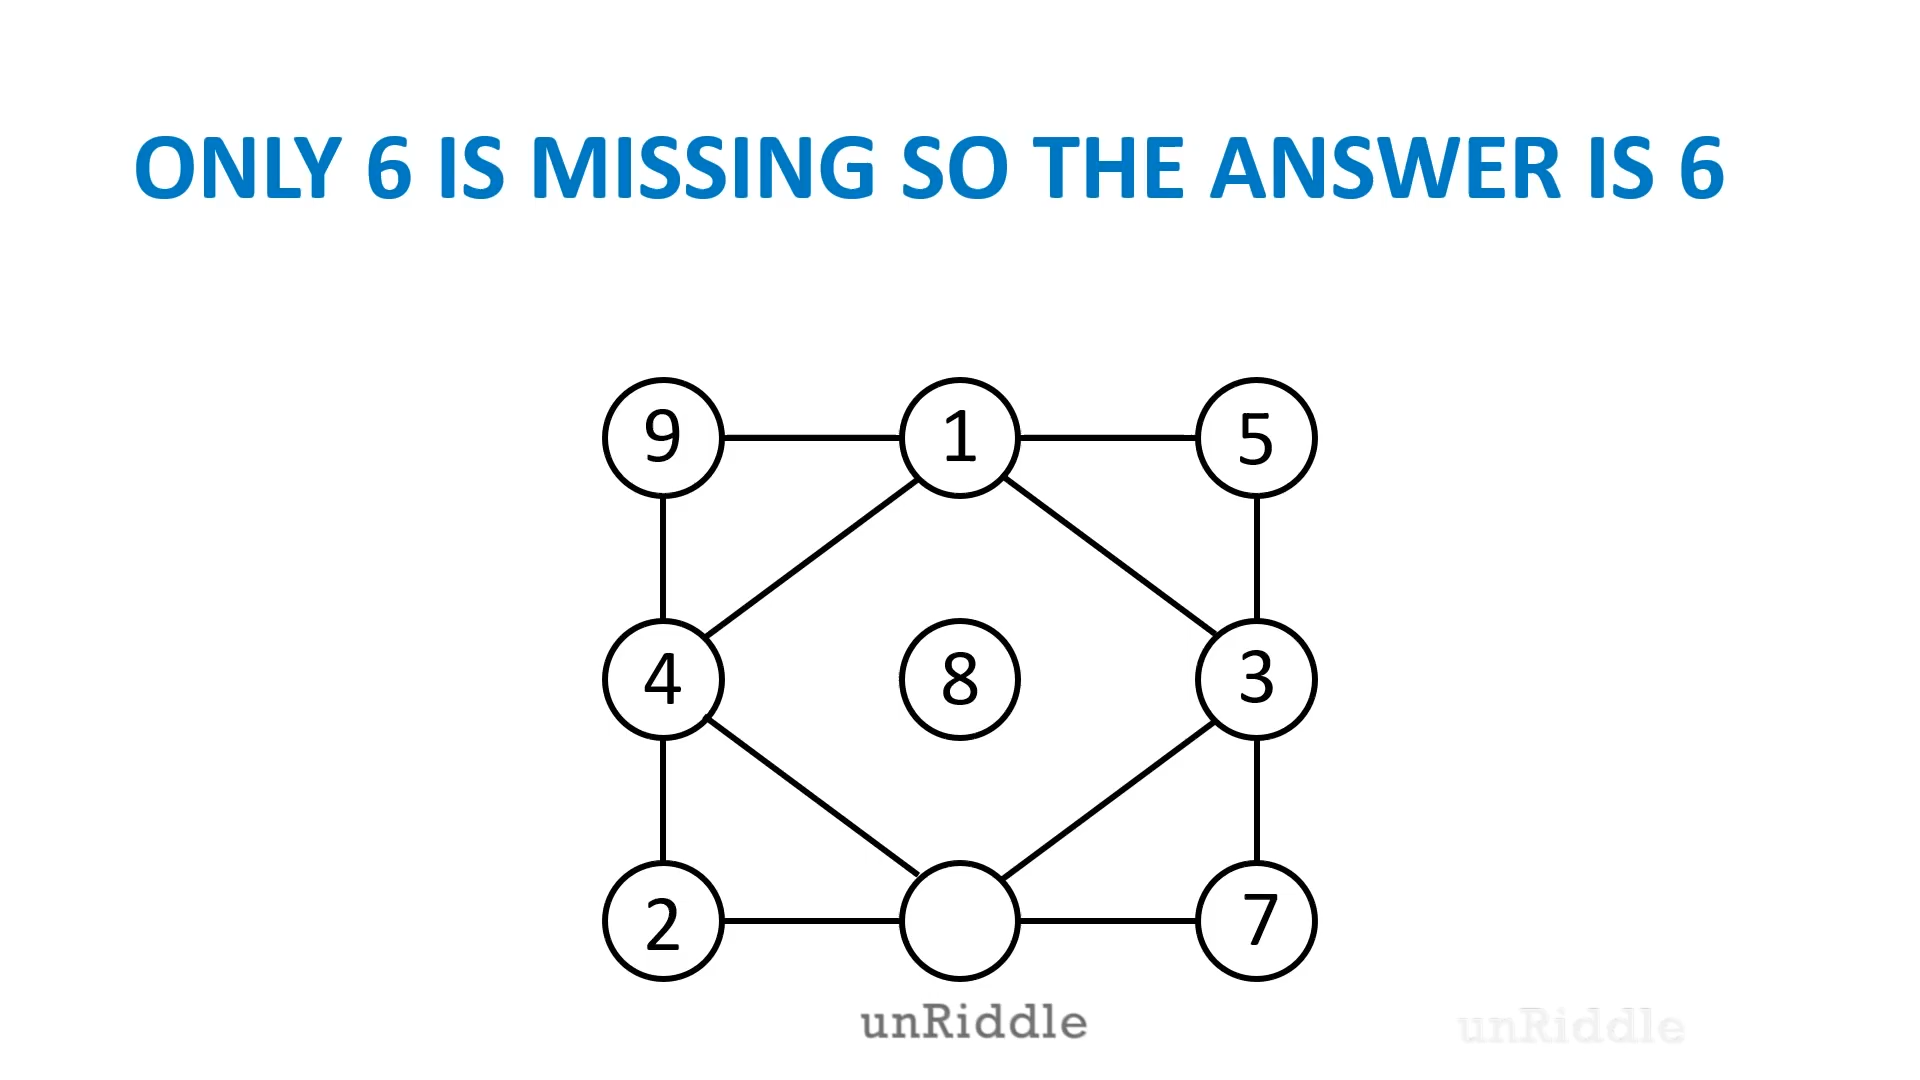 ONLY 6 IS MISSING SO THE ANSWER IS 6
9 1 5
4 8 3
2 7
unRiddle
unRiddle